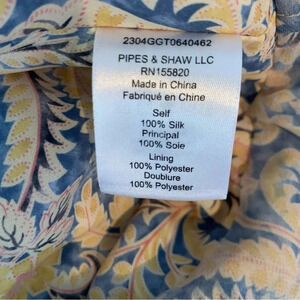 2304GGT0640462
PIPES & SHAW LLC
RN155820
Made in China
Fabriqué en Chine
Self
100% Silk
Principal
100% Soie
Lining
100% Polyester
Doublure
100% Polyester